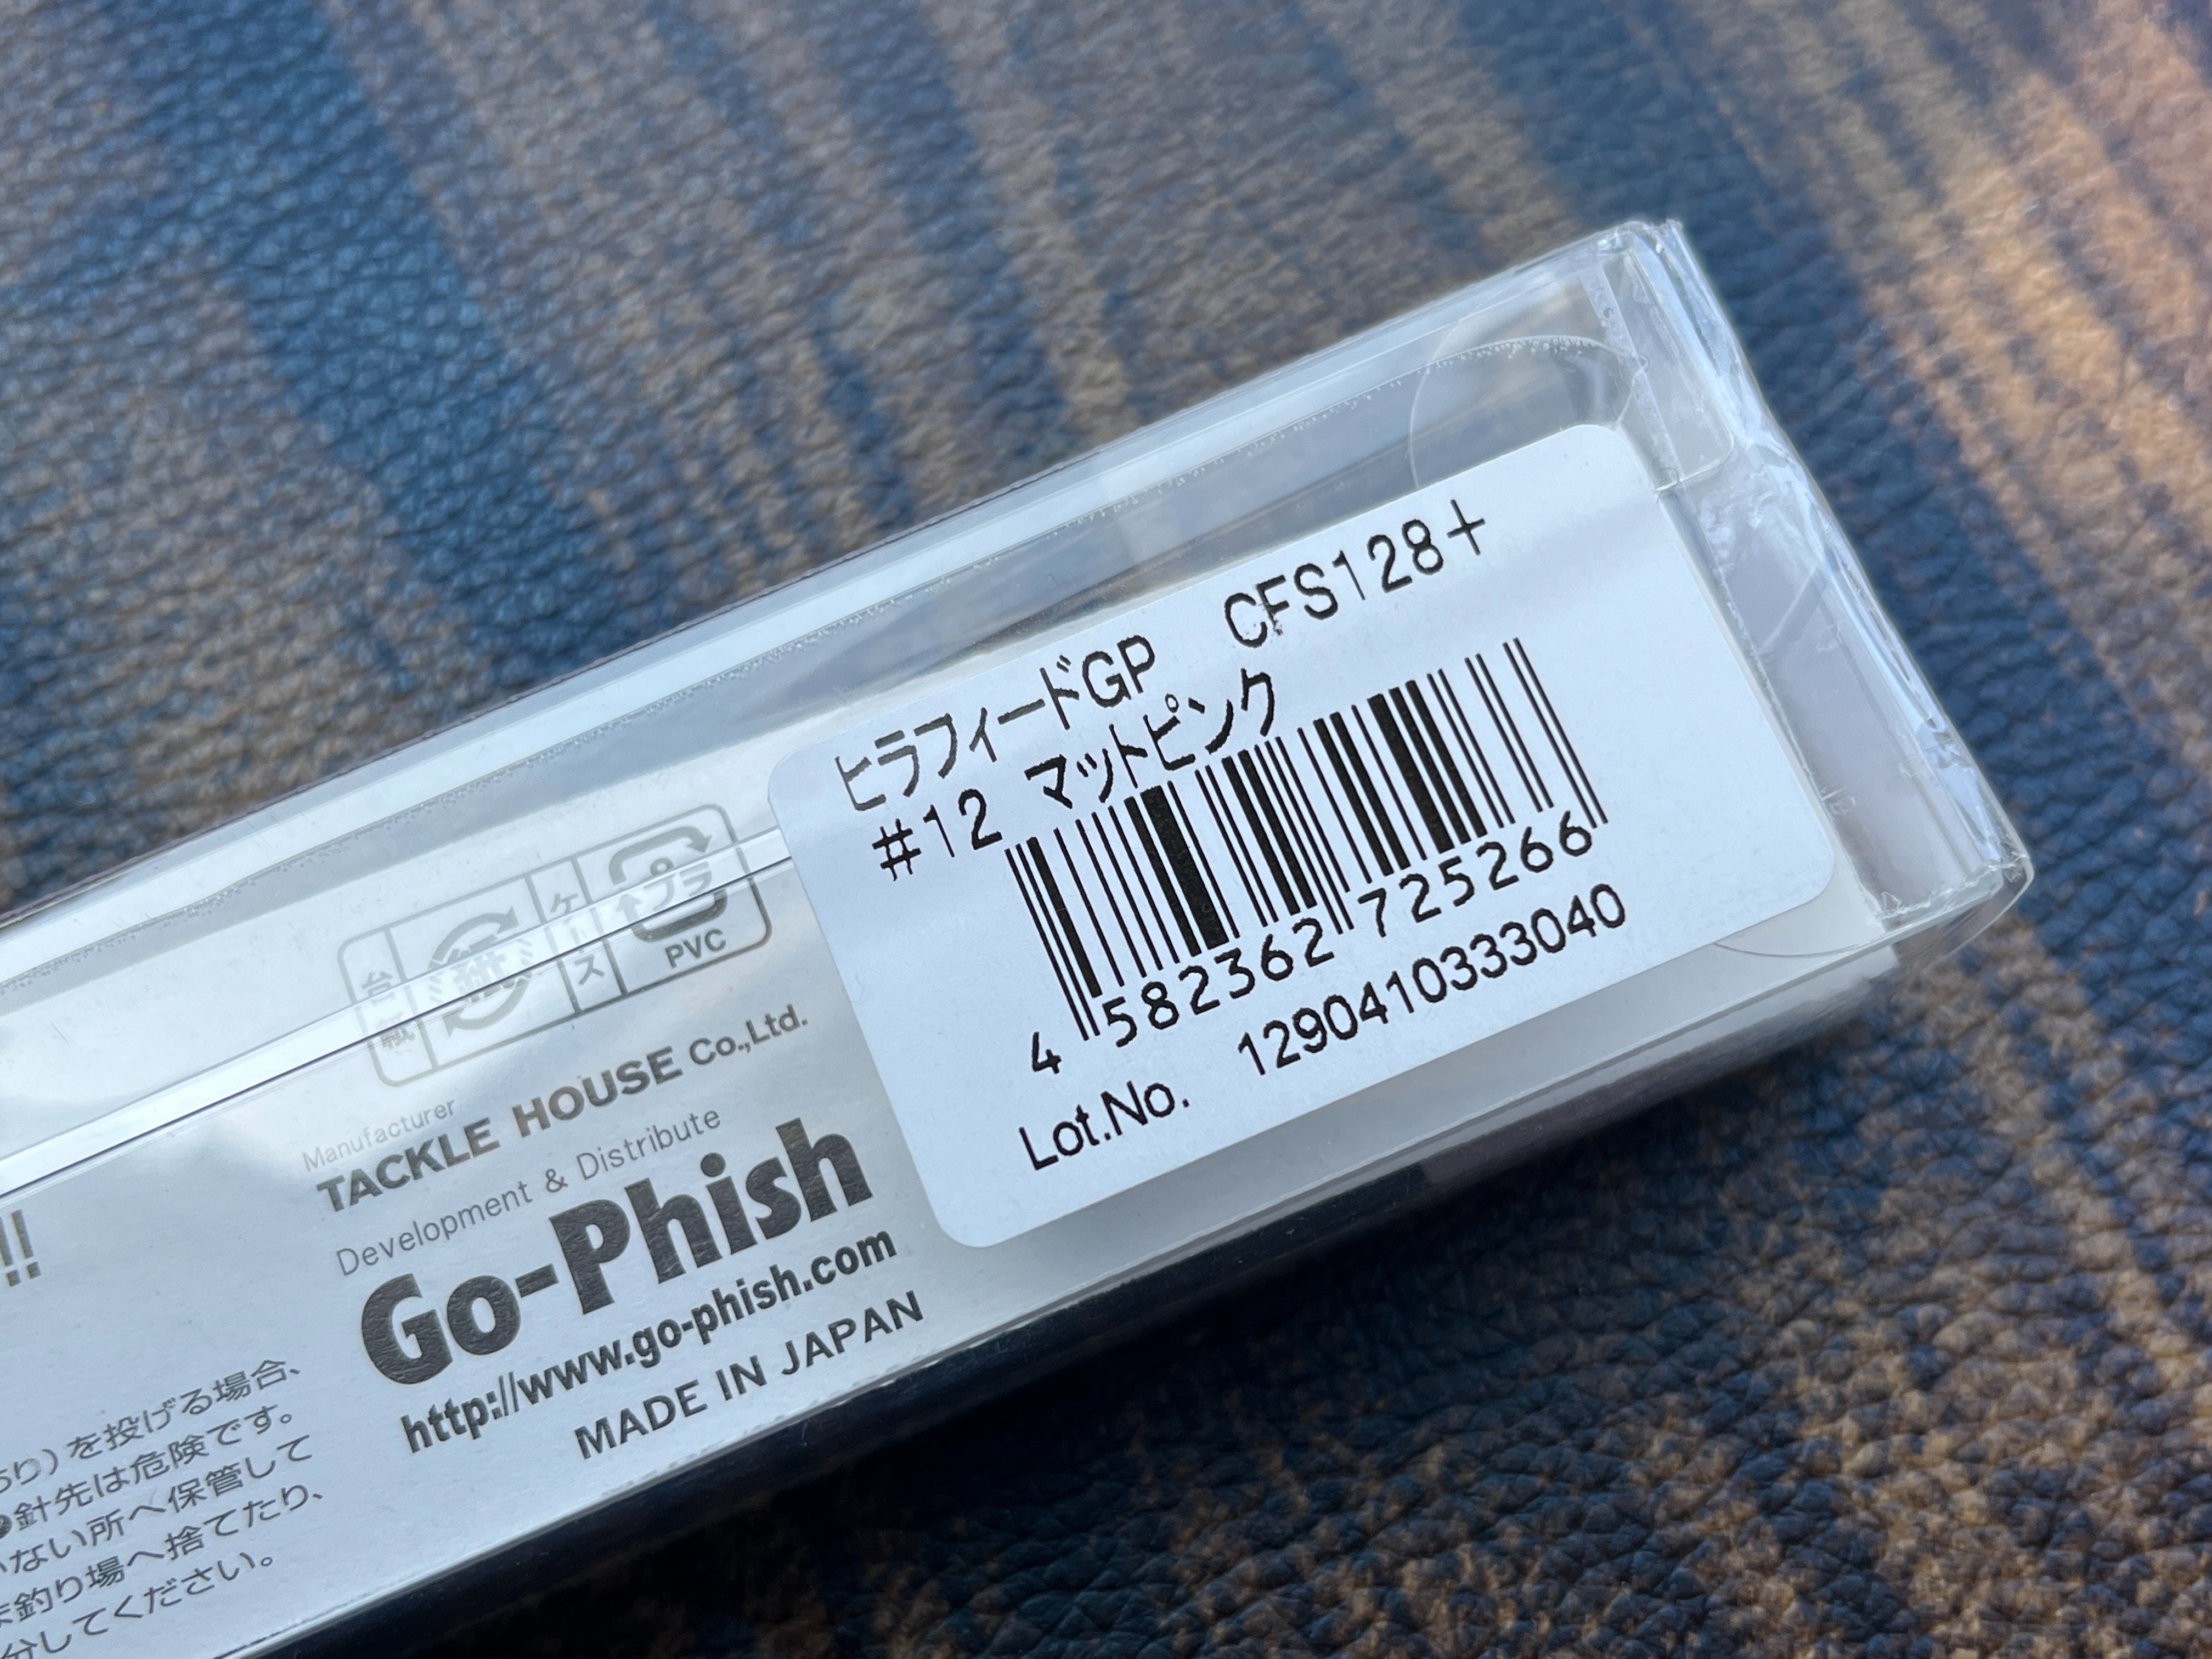 ヒラフィードGP CFS128+
#12 マットピンク
4 582362 725266
Lot.No. 1290410333040
台紙
紙
ケース
プラ
PVC
Manufacturer
TACKLE HOUSE Co.,Ltd.
Development & Distribute
Go-Phish
http://www.go-phish.com
MADE IN JAPAN
!!
り)を投げる場合、
●針先は危険です。
ない所へ保管して
釣り場へ捨てたり、
分してください。